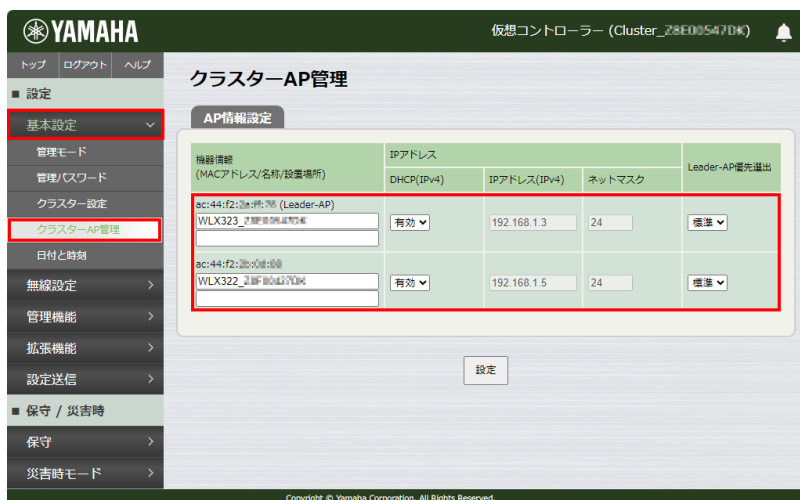 YAMAHA
仮想コントローラー (Cluster_
トップ ログアウト ヘルプ
■ 設定
基本設定
管理モード
管理パスワード
クラスター設定
クラスターAP管理
日付と時刻
無線設定
管理機能
拡張機能
設定送信
■ 保守 / 災害時
保守
災害時モード
クラスターAP管理
AP情報設定
機器情報
(MACアドレス/名称/設置場所)
IPアドレス
DHCP(IPv4) IPアドレス(IPv4) ネットマスク
Leader-AP優先選出
ac:44:f2: (Leader-AP)
WLX323_
有効 192.168.1.3 24 標準
ac:44:f2:
WLX322_
有効 192.168.1.5 24 標準
設定
Copyright © Yamaha Corporation. All Rights Reserved.